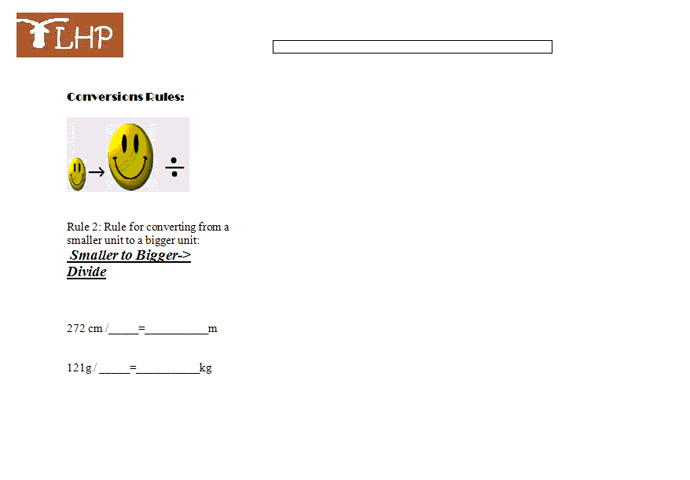 LHP
Conversions Rules:
→ ÷
Rule 2: Rule for converting from a
smaller unit to a bigger unit:
Smaller to Bigger->
Divide
272 cm /_____=___________m
121g / _____=___________kg